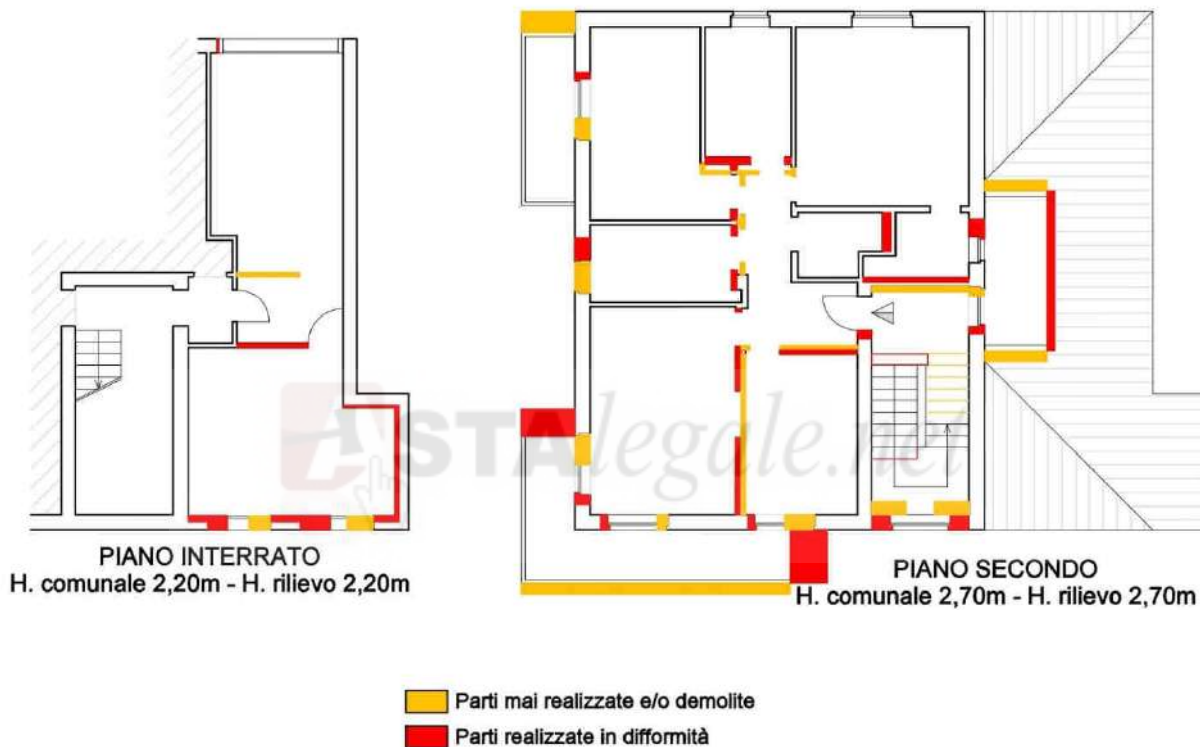 PIANO INTERRATO
H. comunale 2,20m - H. rilievo 2,20m
PIANO SECONDO
H. comunale 2,70m - H. rilievo 2,70m
ASTAlegale.net
Parti mai realizzate e/o demolite
Parti realizzate in difformità